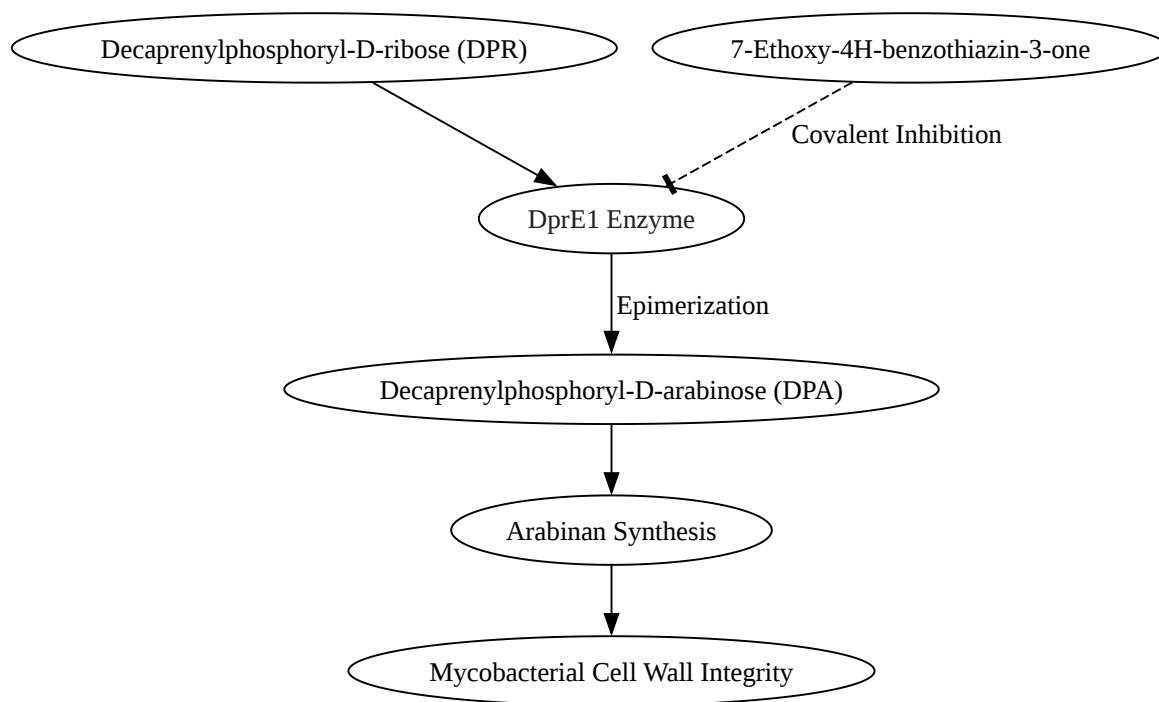 Decaprenylphosphoryl-D-ribose (DPR)
7-Ethoxy-4H-benzothiazin-3-one
Covalent Inhibition
DprE1 Enzyme
Epimerization
Decaprenylphosphoryl-D-arabinose (DPA)
Arabinan Synthesis
Mycobacterial Cell Wall Integrity